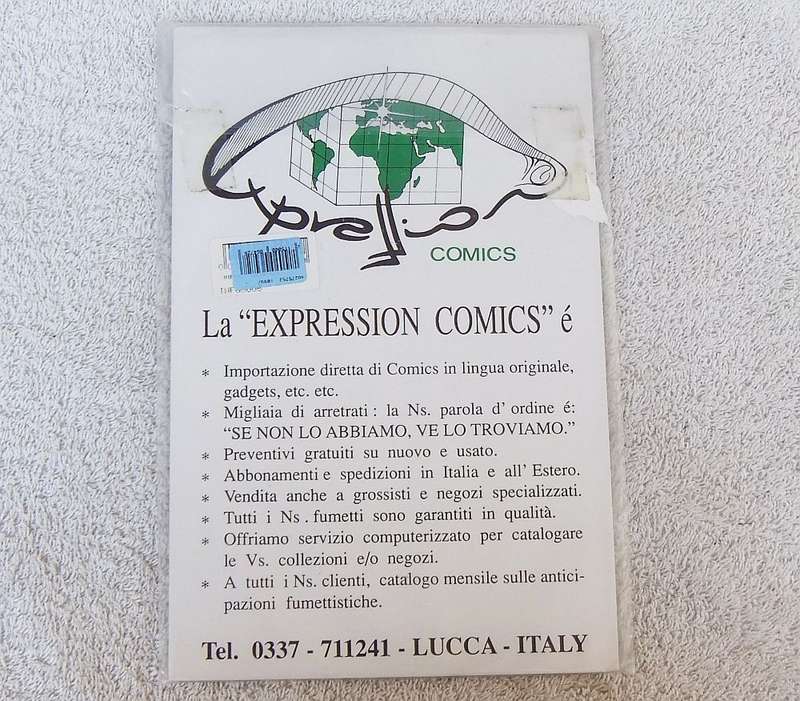 Expression
COMICS
La “EXPRESSION COMICS” é
* Importazione diretta di Comics in lingua originale,
gadgets, etc. etc.
* Migliaia di arretrati : la Ns. parola d' ordine é:
“SE NON LO ABBIAMO, VE LO TROVIAMO.”
* Preventivi gratuiti su nuovo e usato.
* Abbonamenti e spedizioni in Italia e all' Estero.
* Vendita anche a grossisti e negozi specializzati.
* Tutti i Ns . fumetti sono garantiti in qualità.
* Offriamo servizio computerizzato per catalogare
le Vs. collezioni e/o negozi.
* A tutti i Ns. clienti, catalogo mensile sulle antici-
pazioni fumettistiche.
Tel. 0337 - 711241 - LUCCA - ITALY